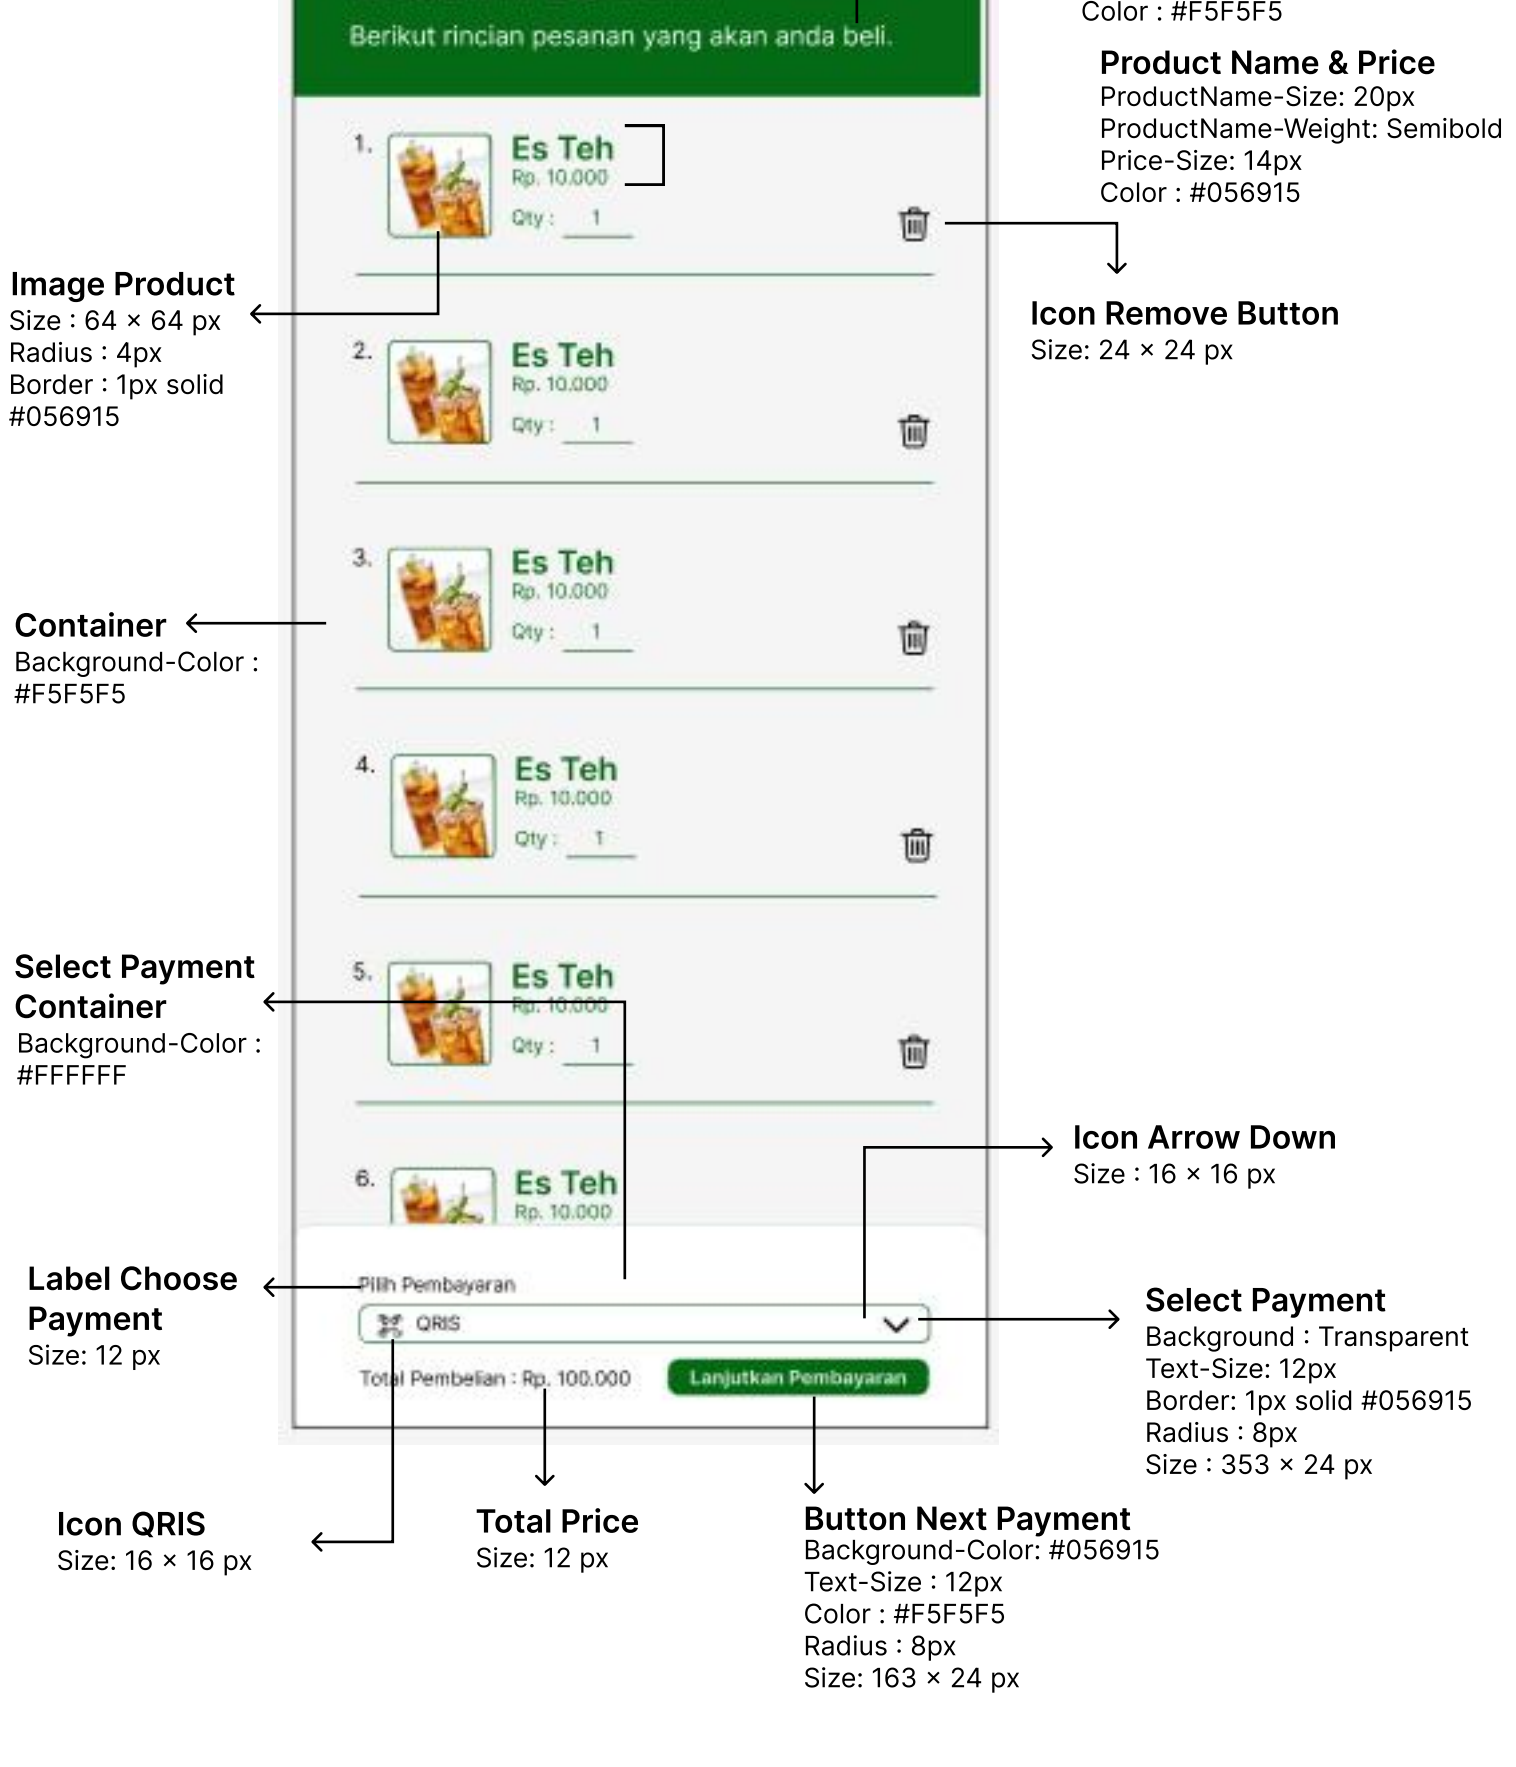 Color : #F5F5F5
Berikut rincian pesanan yang akan anda beli.
Product Name & Price
ProductName-Size: 20px
ProductName-Weight: Semibold
Price-Size: 14px
Color : #056915
1.
Es Teh
Rp. 10.000
Qty : 1
Icon Remove Button
Size: 24 × 24 px
Image Product
Size : 64 × 64 px
Radius : 4px
Border : 1px solid
#056915
2.
Es Teh
Rp. 10.000
Qty : 1
3.
Es Teh
Rp. 10.000
Qty : 1
Container
Background-Color :
#F5F5F5
4.
Es Teh
Rp. 10.000
Qty : 1
Select Payment
Container
Background-Color :
#FFFFFF
5.
Es Teh
Rp. 10.000
Qty : 1
Icon Arrow Down
Size : 16 × 16 px
6.
Es Teh
Rp. 10.000
Label Choose
Payment
Size: 12 px
Pilih Pembayaran
QRIS
Total Pembelian : Rp. 100.000
Lanjutkan Pembayaran
Select Payment
Background : Transparent
Text-Size: 12px
Border: 1px solid #056915
Radius : 8px
Size : 353 × 24 px
Icon QRIS
Size: 16 × 16 px
Total Price
Size: 12 px
Button Next Payment
Background-Color: #056915
Text-Size : 12px
Color : #F5F5F5
Radius : 8px
Size: 163 × 24 px